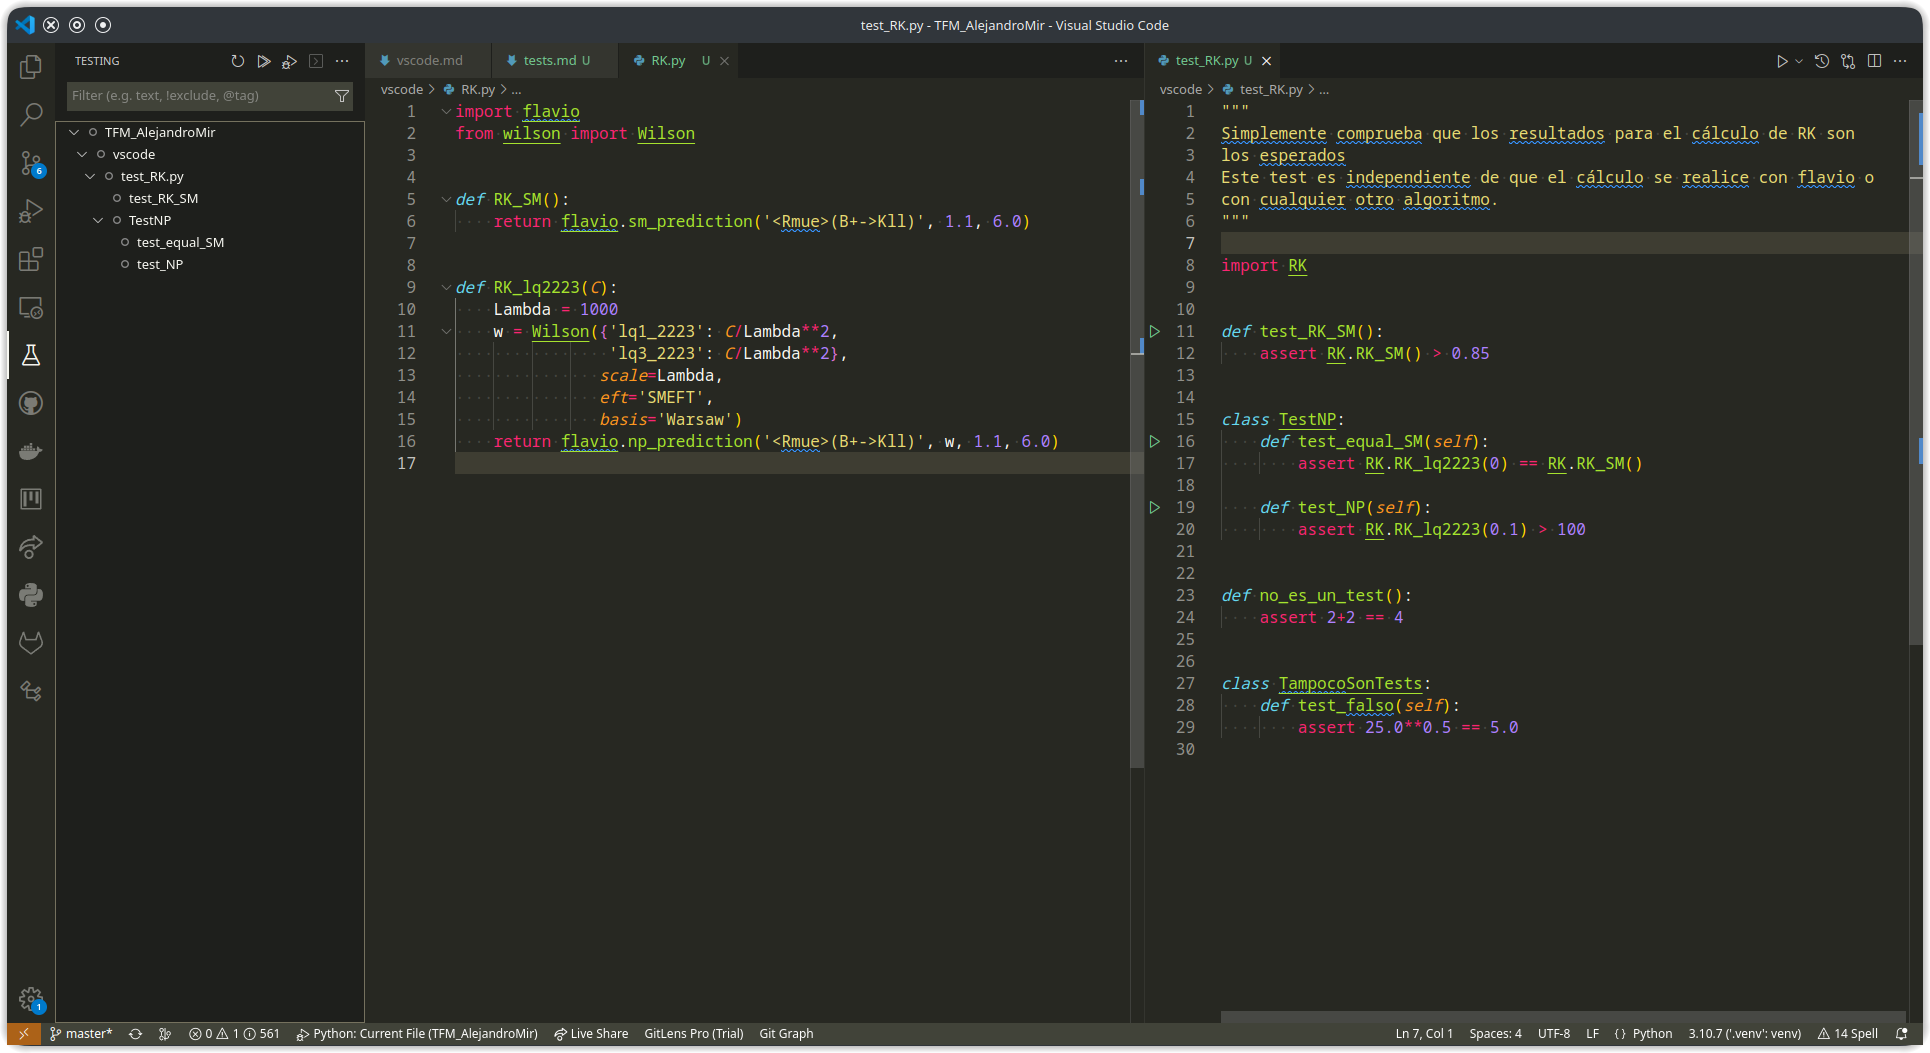 test_RK.py - TFM_AlejandroMir - Visual Studio Code
TESTING
Filter (e.g. text, !exclude, @tag)
TFM_AlejandroMir
vscode
test_RK.py
test_RK_SM
TestNP
test_equal_SM
test_NP
6
1
vscode.md
tests.md U
RK.py U
vscode > RK.py > ...
1 import flavio
2 from wilson import Wilson
3
4
5 def RK_SM():
6     return flavio.sm_prediction('<Rmue>(B+->Kll)', 1.1, 6.0)
7
8
9 def RK_lq2223(C):
10     Lambda = 1000
11     w = Wilson({'lq1_2223': C/Lambda**2,
12                 'lq3_2223': C/Lambda**2},
13                scale=Lambda,
14                eft='SMEFT',
15                basis='Warsaw')
16     return flavio.np_prediction('<Rmue>(B+->Kll)', w, 1.1, 6.0)
17
test_RK.py U
vscode > test_RK.py > ...
1 """
2 Simplemente comprueba que los resultados para el cálculo de RK son
3 los esperados
4 Este test es independiente de que el cálculo se realice con flavio o
5 con cualquier otro algoritmo.
6 """
7
8 import RK
9
10
11 def test_RK_SM():
12     assert RK.RK_SM() > 0.85
13
14
15 class TestNP:
16     def test_equal_SM(self):
17         assert RK.RK_lq2223(0) == RK.RK_SM()
18
19     def test_NP(self):
20         assert RK.RK_lq2223(0.1) > 100
21
22
23 def no_es_un_test():
24     assert 2+2 == 4
25
26
27 class TampocoSonTests:
28     def test_falso(self):
29         assert 25.0**0.5 == 5.0
30
master* 0 1 561 Python: Current File (TFM_AlejandroMir) Live Share GitLens Pro (Trial) Git Graph Ln 7, Col 1 Spaces: 4 UTF-8 LF { } Python 3.10.7 ('.venv': venv) 14 Spell